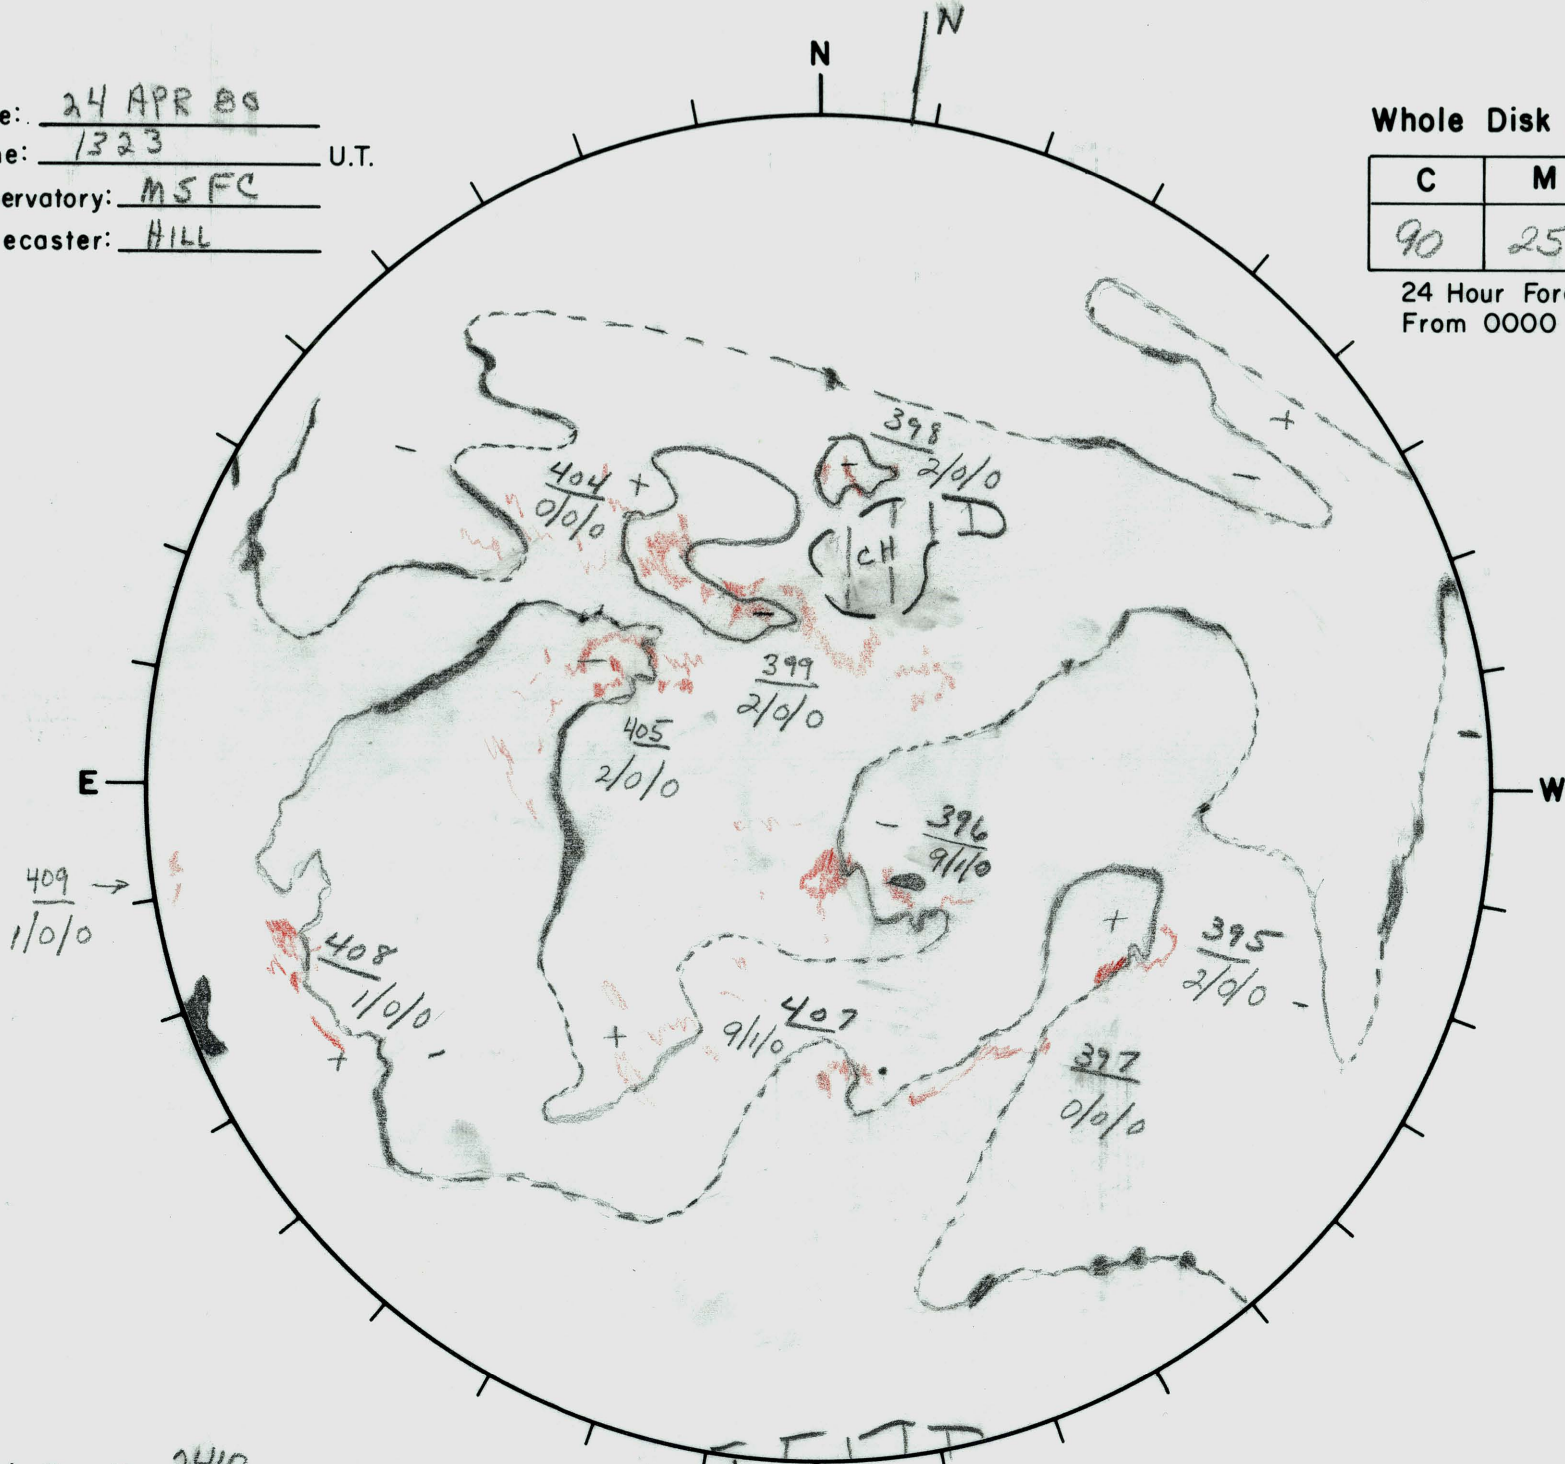 N
N
e: 24 APR 80
Whole Disk
ne: 1323 U.T.
C M
ervatory: MSFC
90 25
ecaster: HILL
24 Hour For
From 0000
+
398
-
2/0/0
-
-
404
+
0/0/0
D
CH
-
-
399
2/0/0
405
2/0/0
E
W
-
-
396
9/1/0
409
1/0/0
+
395
2/0/0
408
1/0/0
-
407
9/1/0
+
+
-
397
0/0/0